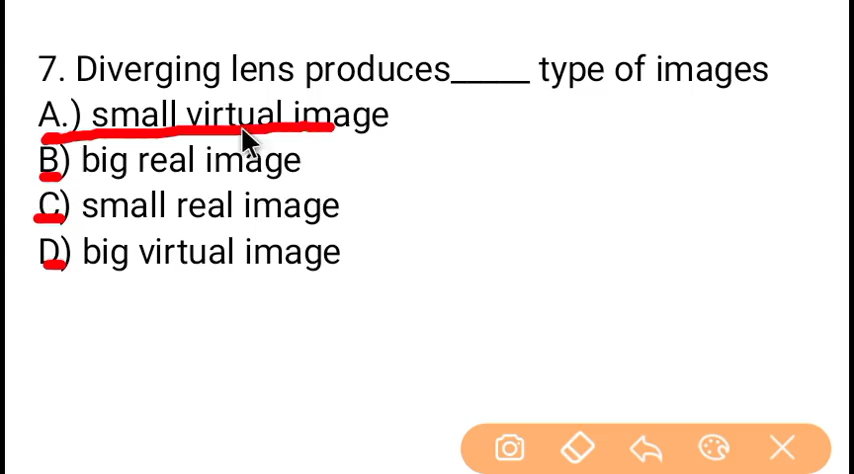 7. Diverging lens produces_____ type of images
A.) small virtual image
B) big real image
C) small real image
D) big virtual image